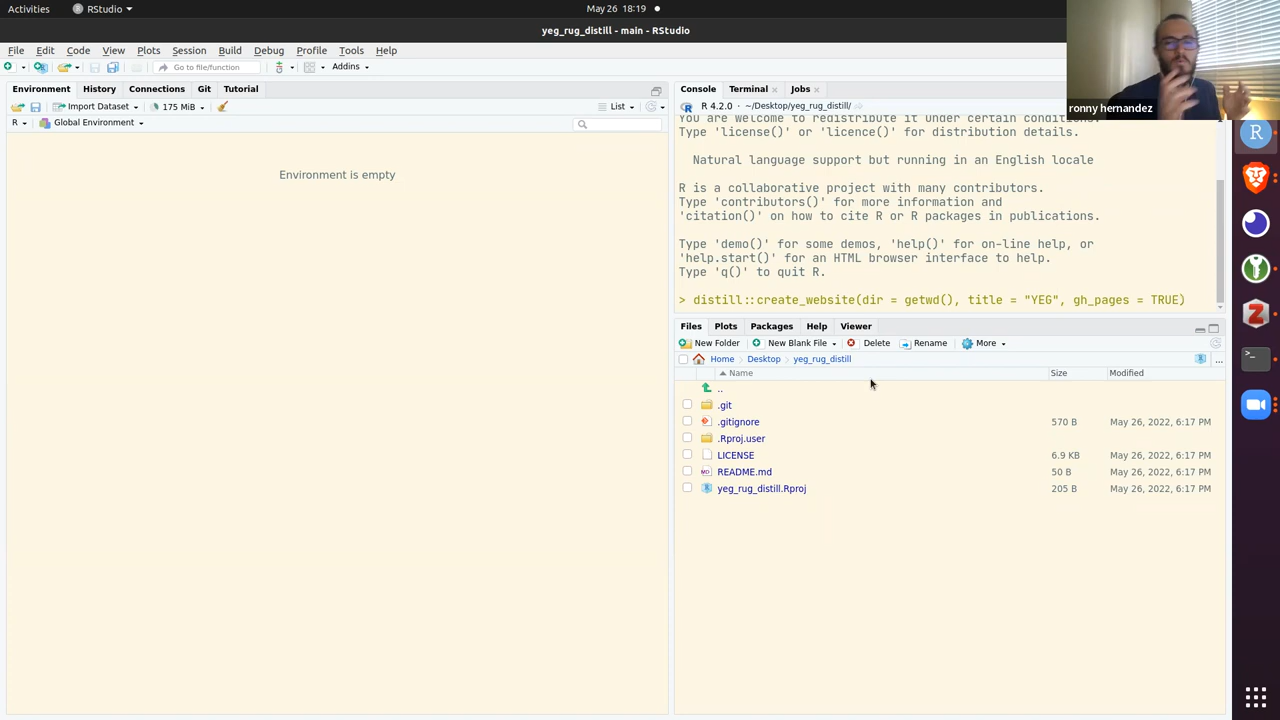 Activities
RStudio
May 26 18:19
yeg_rug_distill - main - RStudio
File Edit Code View Plots Session Build Debug Profile Tools Help
Go to file/function
Addins
Environment History Connections Git Tutorial
Import Dataset
175 MiB
List
R
Global Environment
Environment is empty
Console Terminal Jobs
R 4.2.0 · ~/Desktop/yeg_rug_distill/
You are welcome to redistribute it under certain conditions.
Type 'license()' or 'licence()' for distribution details.
Natural language support but running in an English locale
R is a collaborative project with many contributors.
Type 'contributors()' for more information and
'citation()' on how to cite R or R packages in publications.
Type 'demo()' for some demos, 'help()' for on-line help, or
'help.start()' for an HTML browser interface to help.
Type 'q()' to quit R.
> distill::create_website(dir = getwd(), title = "YEG", gh_pages = TRUE)
Files Plots Packages Help Viewer
New Folder New Blank File Delete Rename More
Home Desktop yeg_rug_distill
...
Name Size Modified
..
.git
.gitignore 570 B May 26, 2022, 6:17 PM
.Rproj.user
LICENSE 6.9 KB May 26, 2022, 6:17 PM
README.md 50 B May 26, 2022, 6:17 PM
yeg_rug_distill.Rproj 205 B May 26, 2022, 6:17 PM
ronny hernandez
R
Z